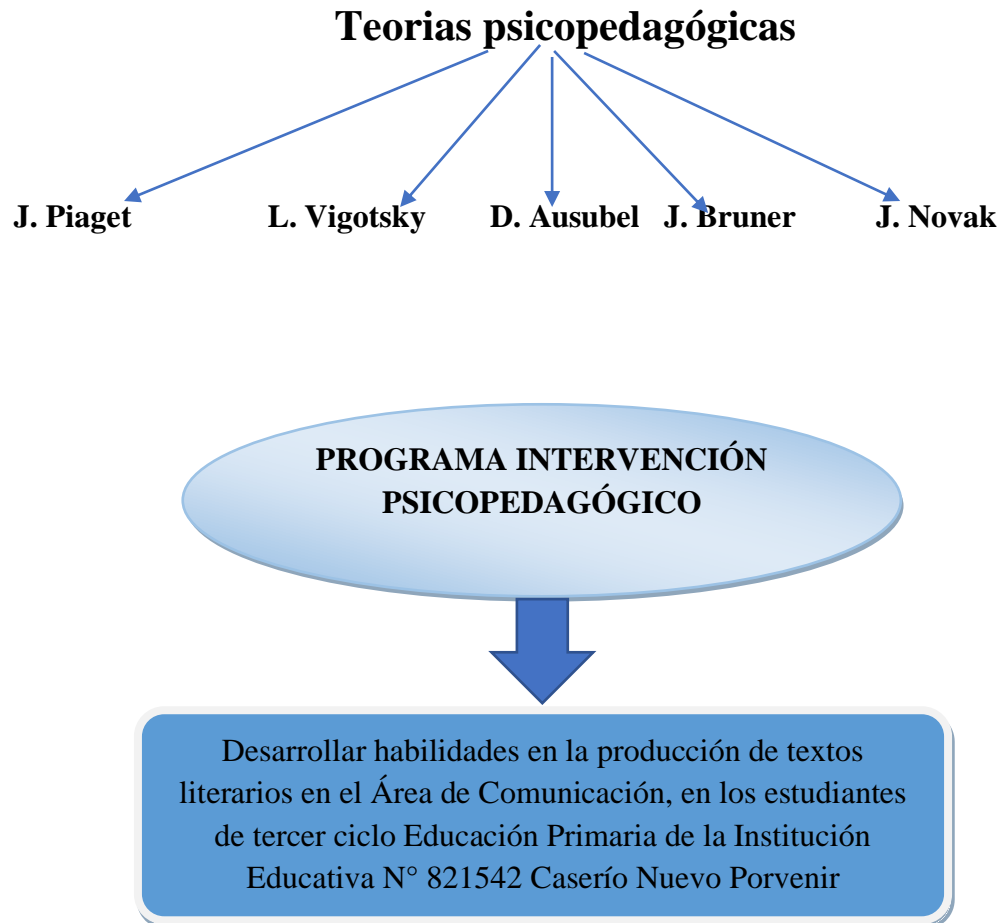 Teorias psicopedagógicas
J. Piaget L. Vigotsky D. Ausubel J. Bruner J. Novak
PROGRAMA INTERVENCIÓN
PSICOPEDAGÓGICO
Desarrollar habilidades en la producción de textos
literarios en el Área de Comunicación, en los estudiantes
de tercer ciclo Educación Primaria de la Institución
Educativa N° 821542 Caserío Nuevo Porvenir